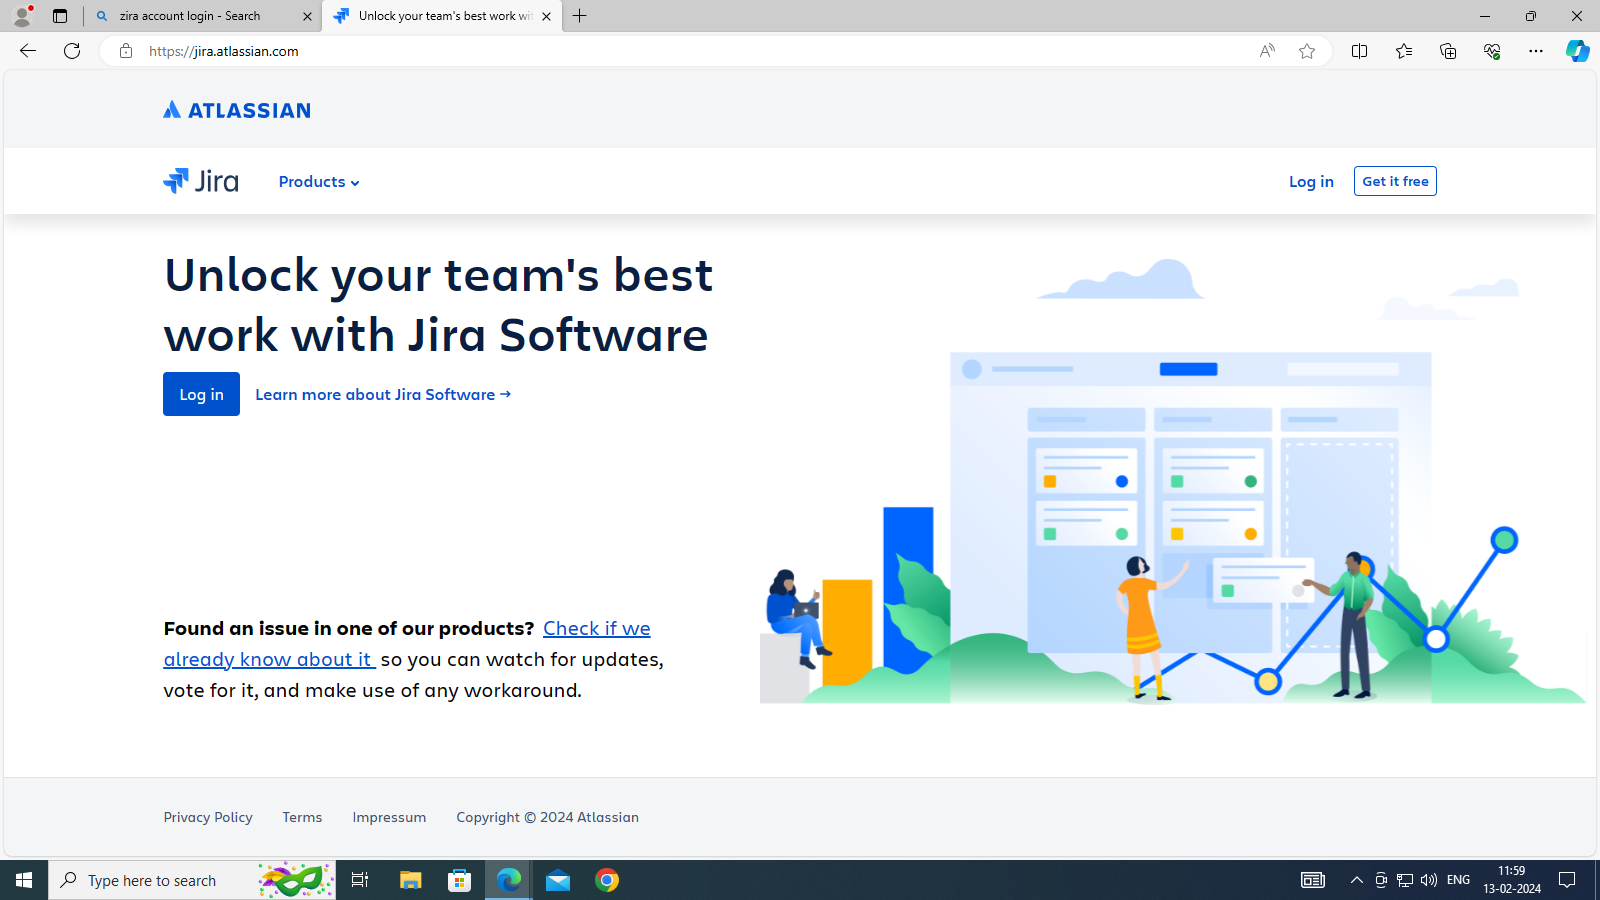 zira account login - Search
Unlock your team's best work wi
https://jira.atlassian.com
ATLASSIAN
Jira
Products
Log in
Get it free
Unlock your team's best
work with Jira Software
Log in
Learn more about Jira Software →
Found an issue in one of our products? Check if we
already know about it so you can watch for updates,
vote for it, and make use of any workaround.
Privacy Policy
Terms
Impressum
Copyright © 2024 Atlassian
Type here to search
ENG
11:59
13-02-2024